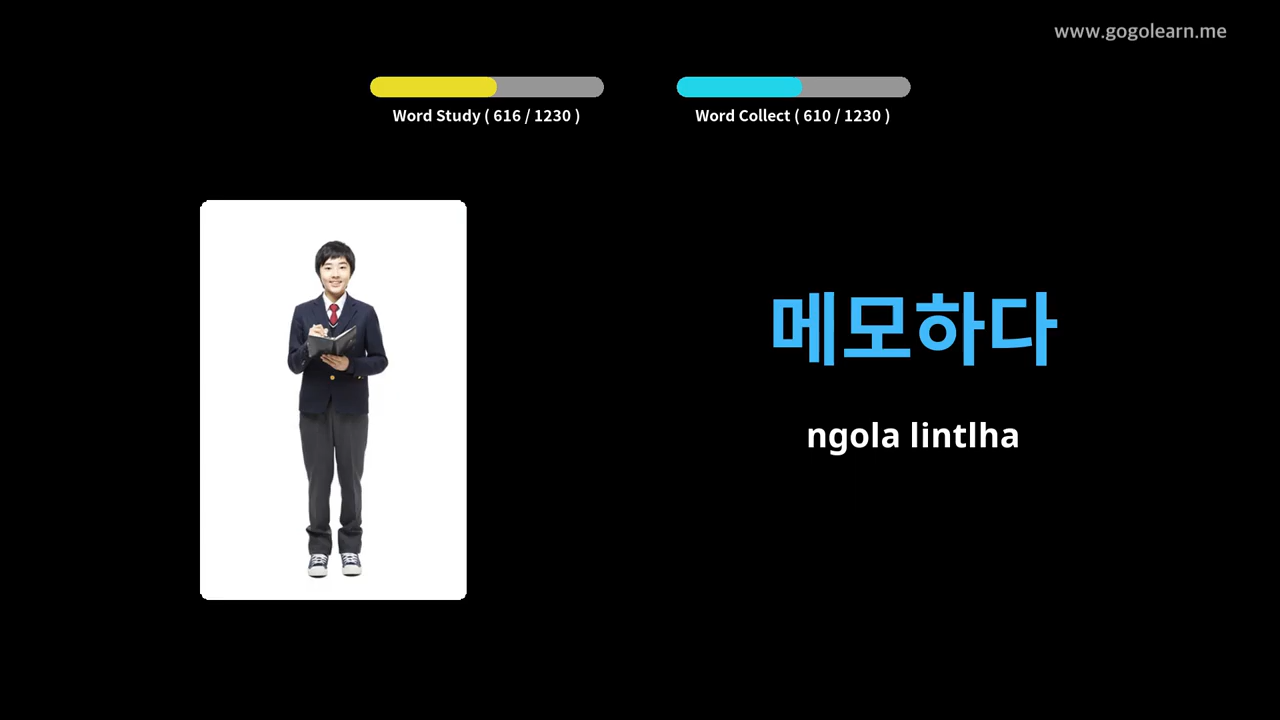 www.gogolearn.me
Word Study ( 616 / 1230 )
Word Collect ( 610 / 1230 )
메모하다
ngola lintlha